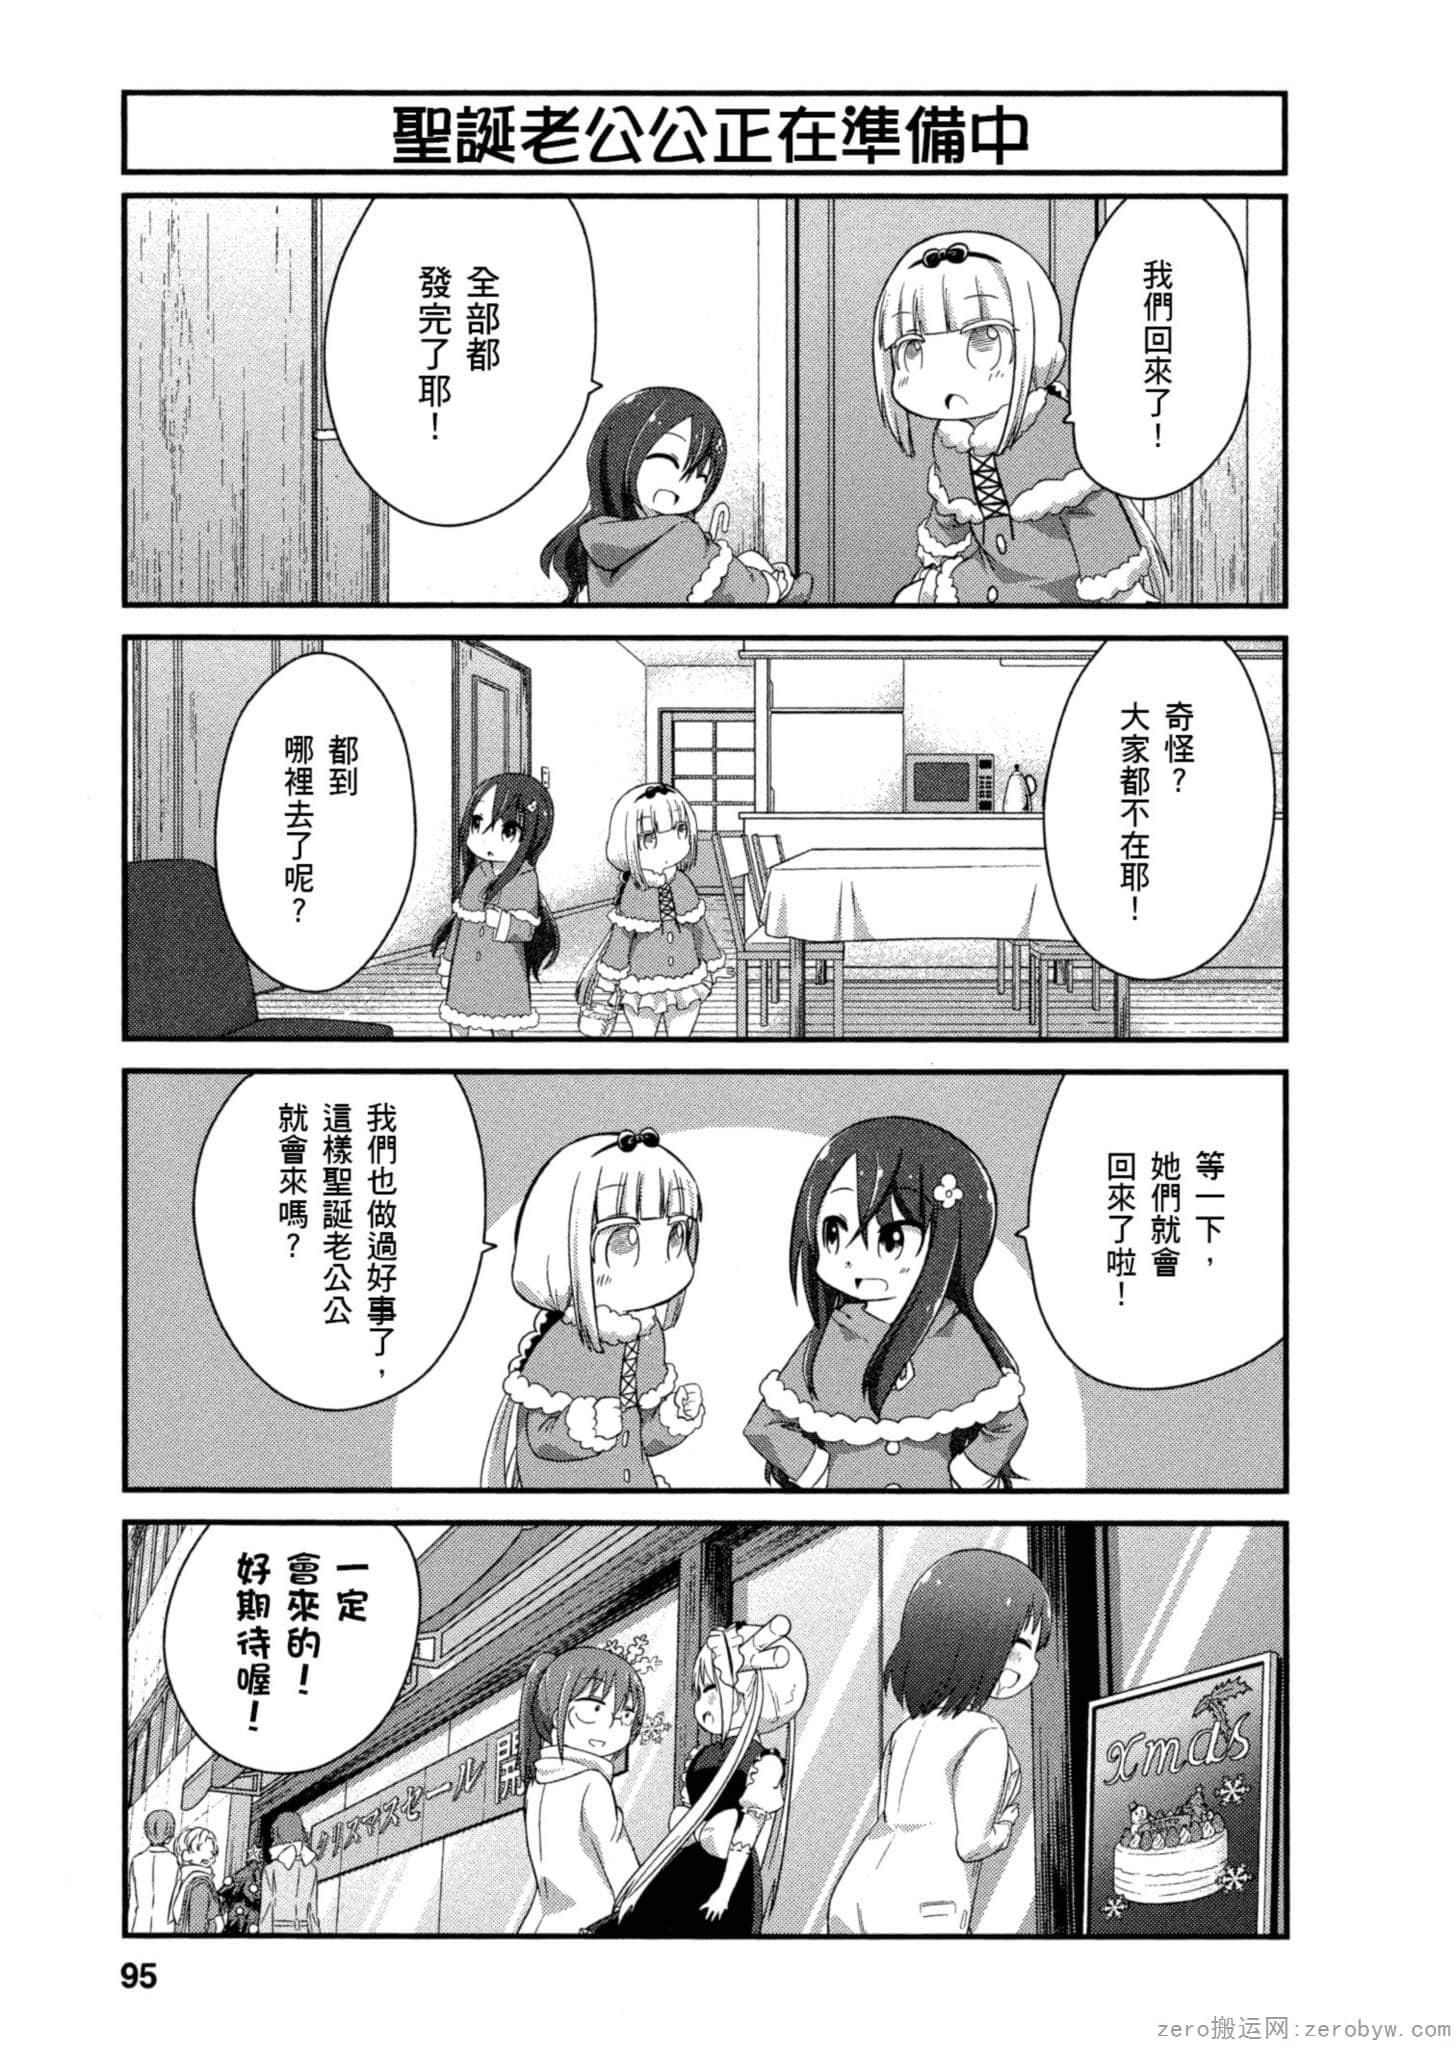 聖誕老公公正在準備中
我們回來了！
全部都
發完了耶！
奇怪？
大家都不在耶！
都到
哪裡去了呢？
等一下，
她們就會
回來了啦！
我們也做過好事了，
這樣聖誕老公公
就會來嗎？
一定
會來的！
好期待喔！
クリスマスセール 開
xmas
95
zero搬运网:zerobyw.com